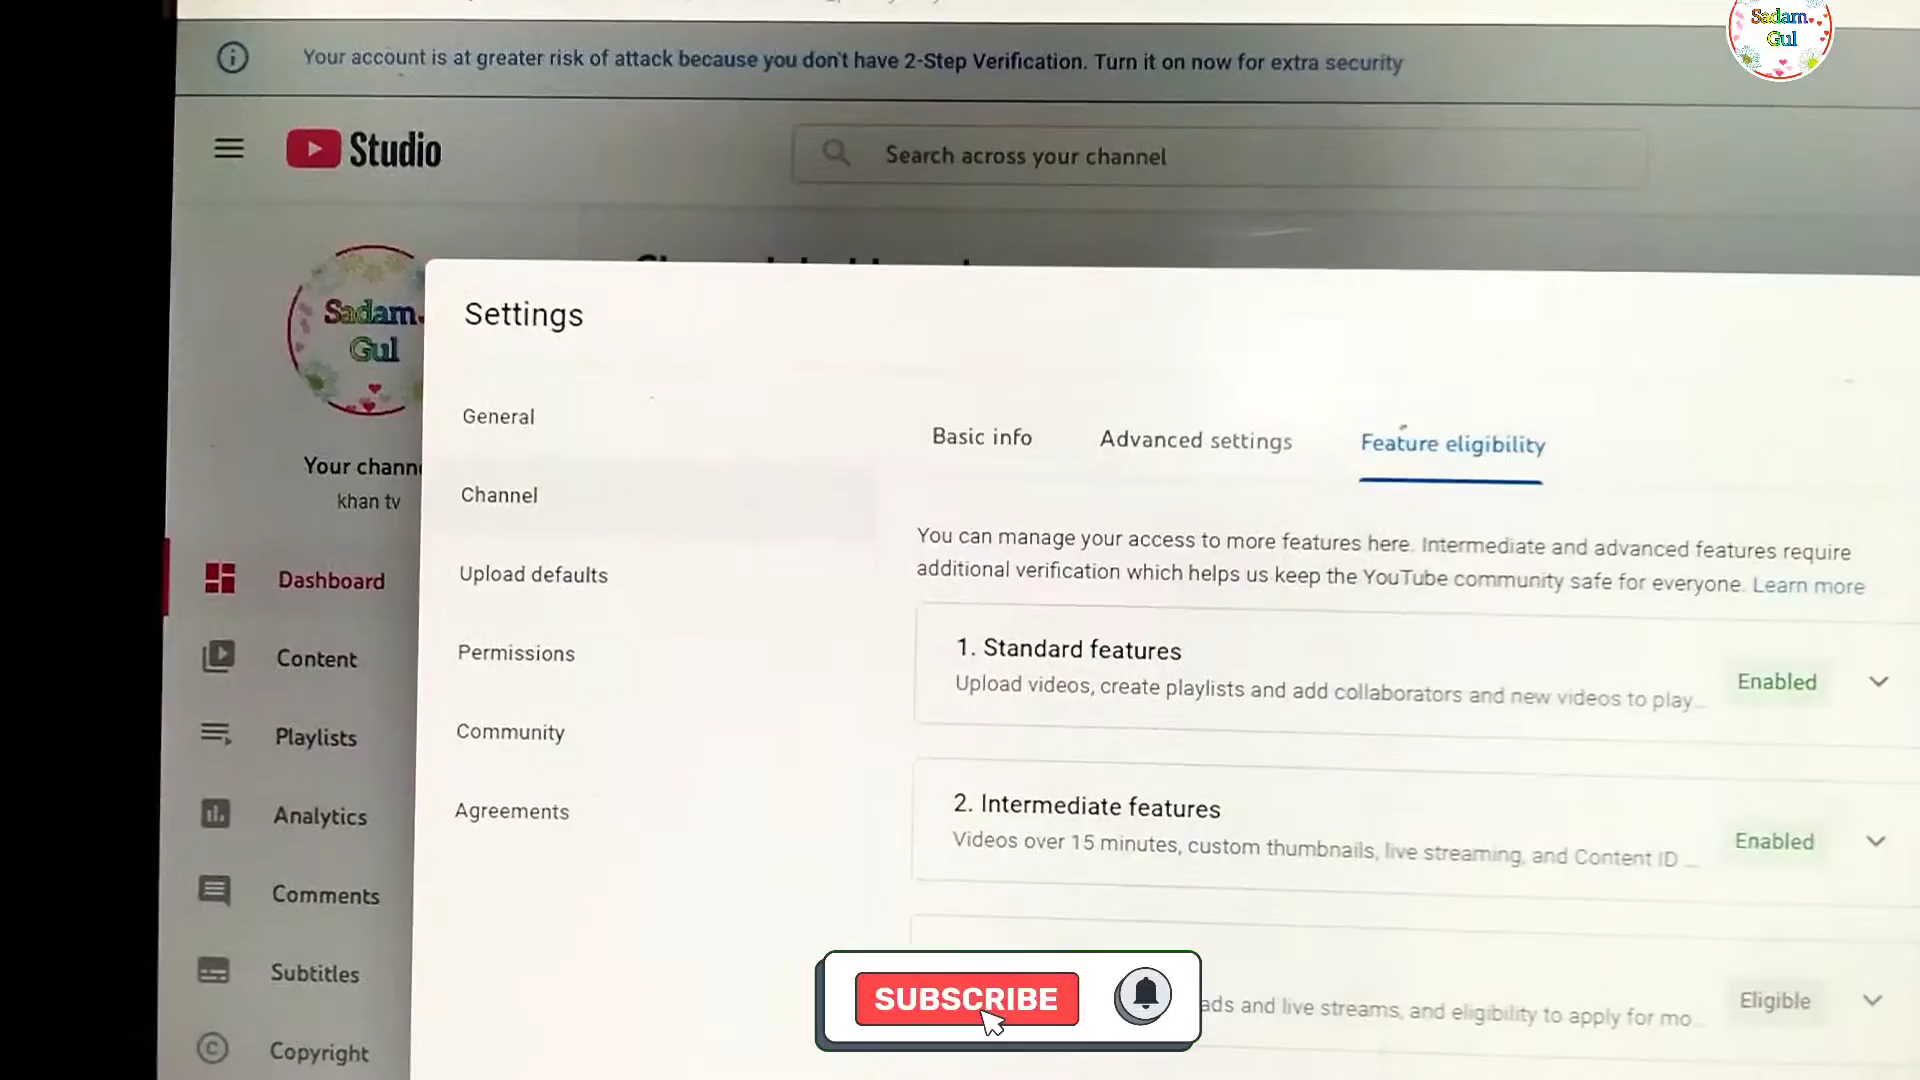 Sadam.
Gul
Your account is at greater risk of attack because you don't have 2-Step Verification. Turn it on now for extra security
Studio
Search across your channel
Sadam.
Gul
Your chann
khan tv
Dashboard
Content
Playlists
Analytics
Comments
Subtitles
Copyright
Settings
General
Channel
Upload defaults
Permissions
Community
Agreements
Basic info
Advanced settings
Feature eligibility
You can manage your access to more features here. Intermediate and advanced features require
additional verification which helps us keep the YouTube community safe for everyone. Learn more
1. Standard features
Upload videos, create playlists and add collaborators and new videos to play...
Enabled
2. Intermediate features
Videos over 15 minutes, custom thumbnails, live streaming, and Content ID ...
Enabled
ads and live streams, and eligibility to apply for mo...
Eligible
SUBSCRIBE